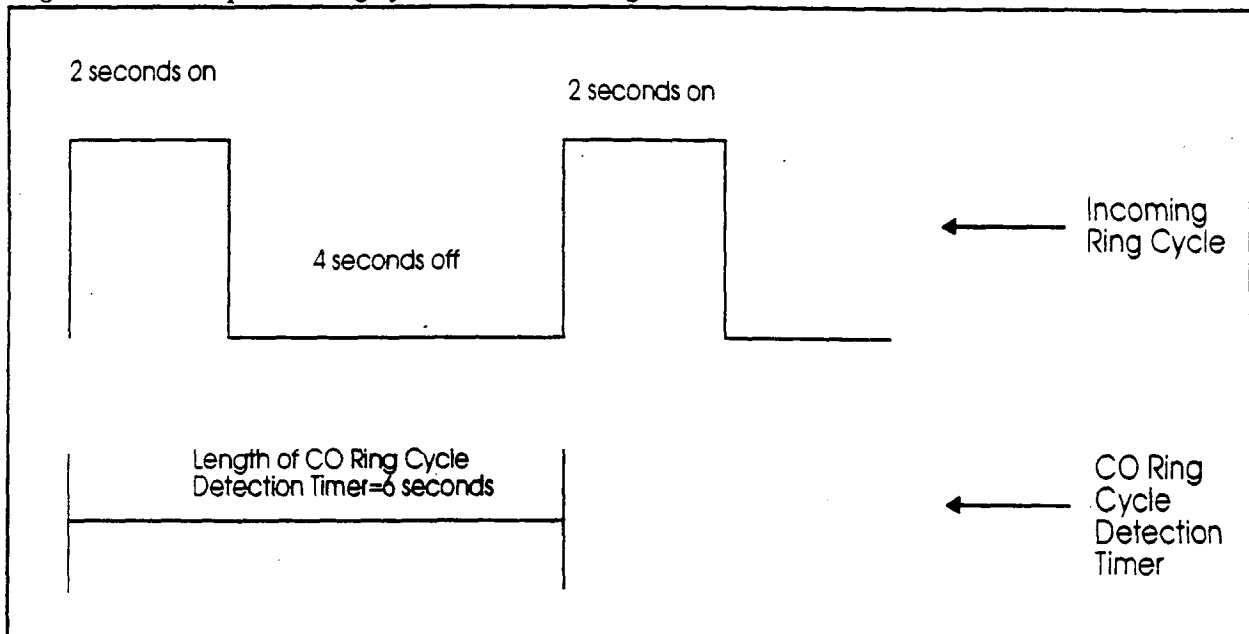 2 seconds on
2 seconds on
4 seconds off
Incoming
Ring Cycle
Length of CO Ring Cycle
Detection Timer=6 seconds
CO Ring
Cycle
Detection
Timer